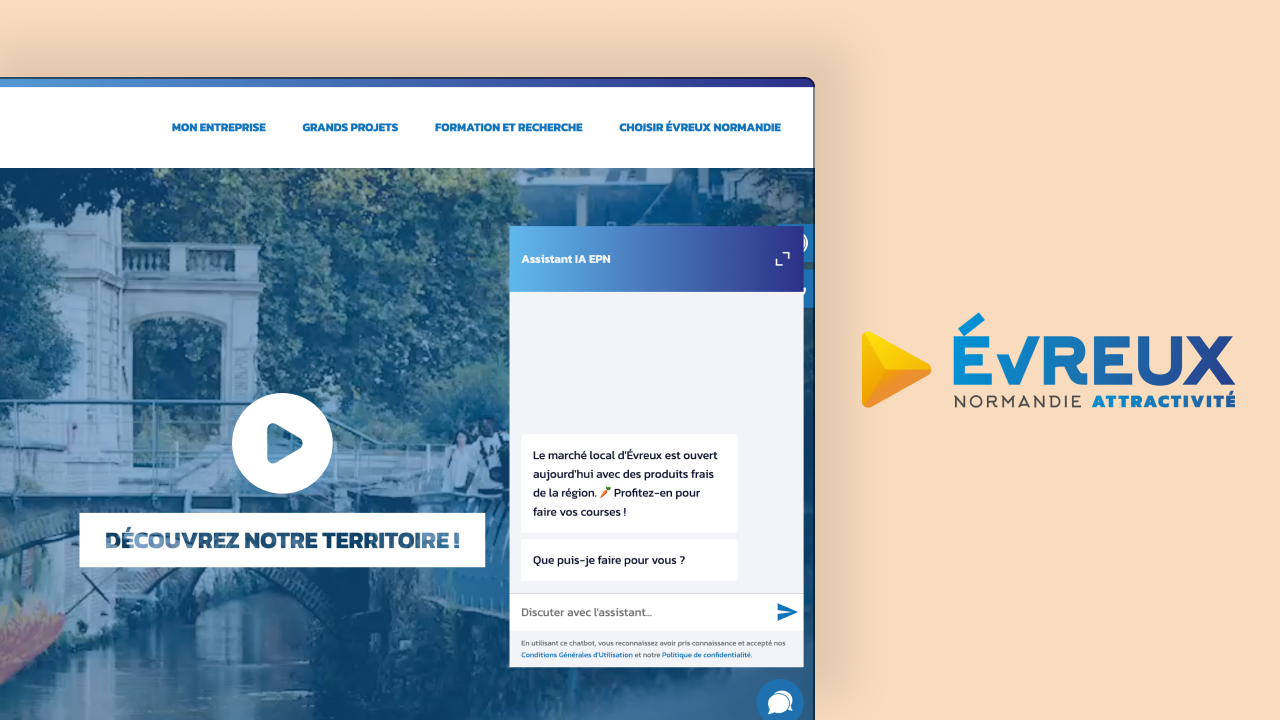 MON ENTREPRISE GRANDS PROJETS FORMATION ET RECHERCHE CHOISIR ÉVREUX NORMANDIE
DÉCOUVREZ NOTRE TERRITOIRE !
Assistant IA EPN
Le marché local d'Évreux est ouvert
aujourd'hui avec des produits frais
de la région. 🥕 Profitez-en pour
faire vos courses !
Que puis-je faire pour vous ?
Discuter avec l'assistant...
En utilisant ce chatbot, vous reconnaissez avoir pris connaissance et accepté nos
Conditions Générales d'Utilisation et notre Politique de confidentialité.
ÉVREUX
NORMANDIE ATTRACTIVITÉ